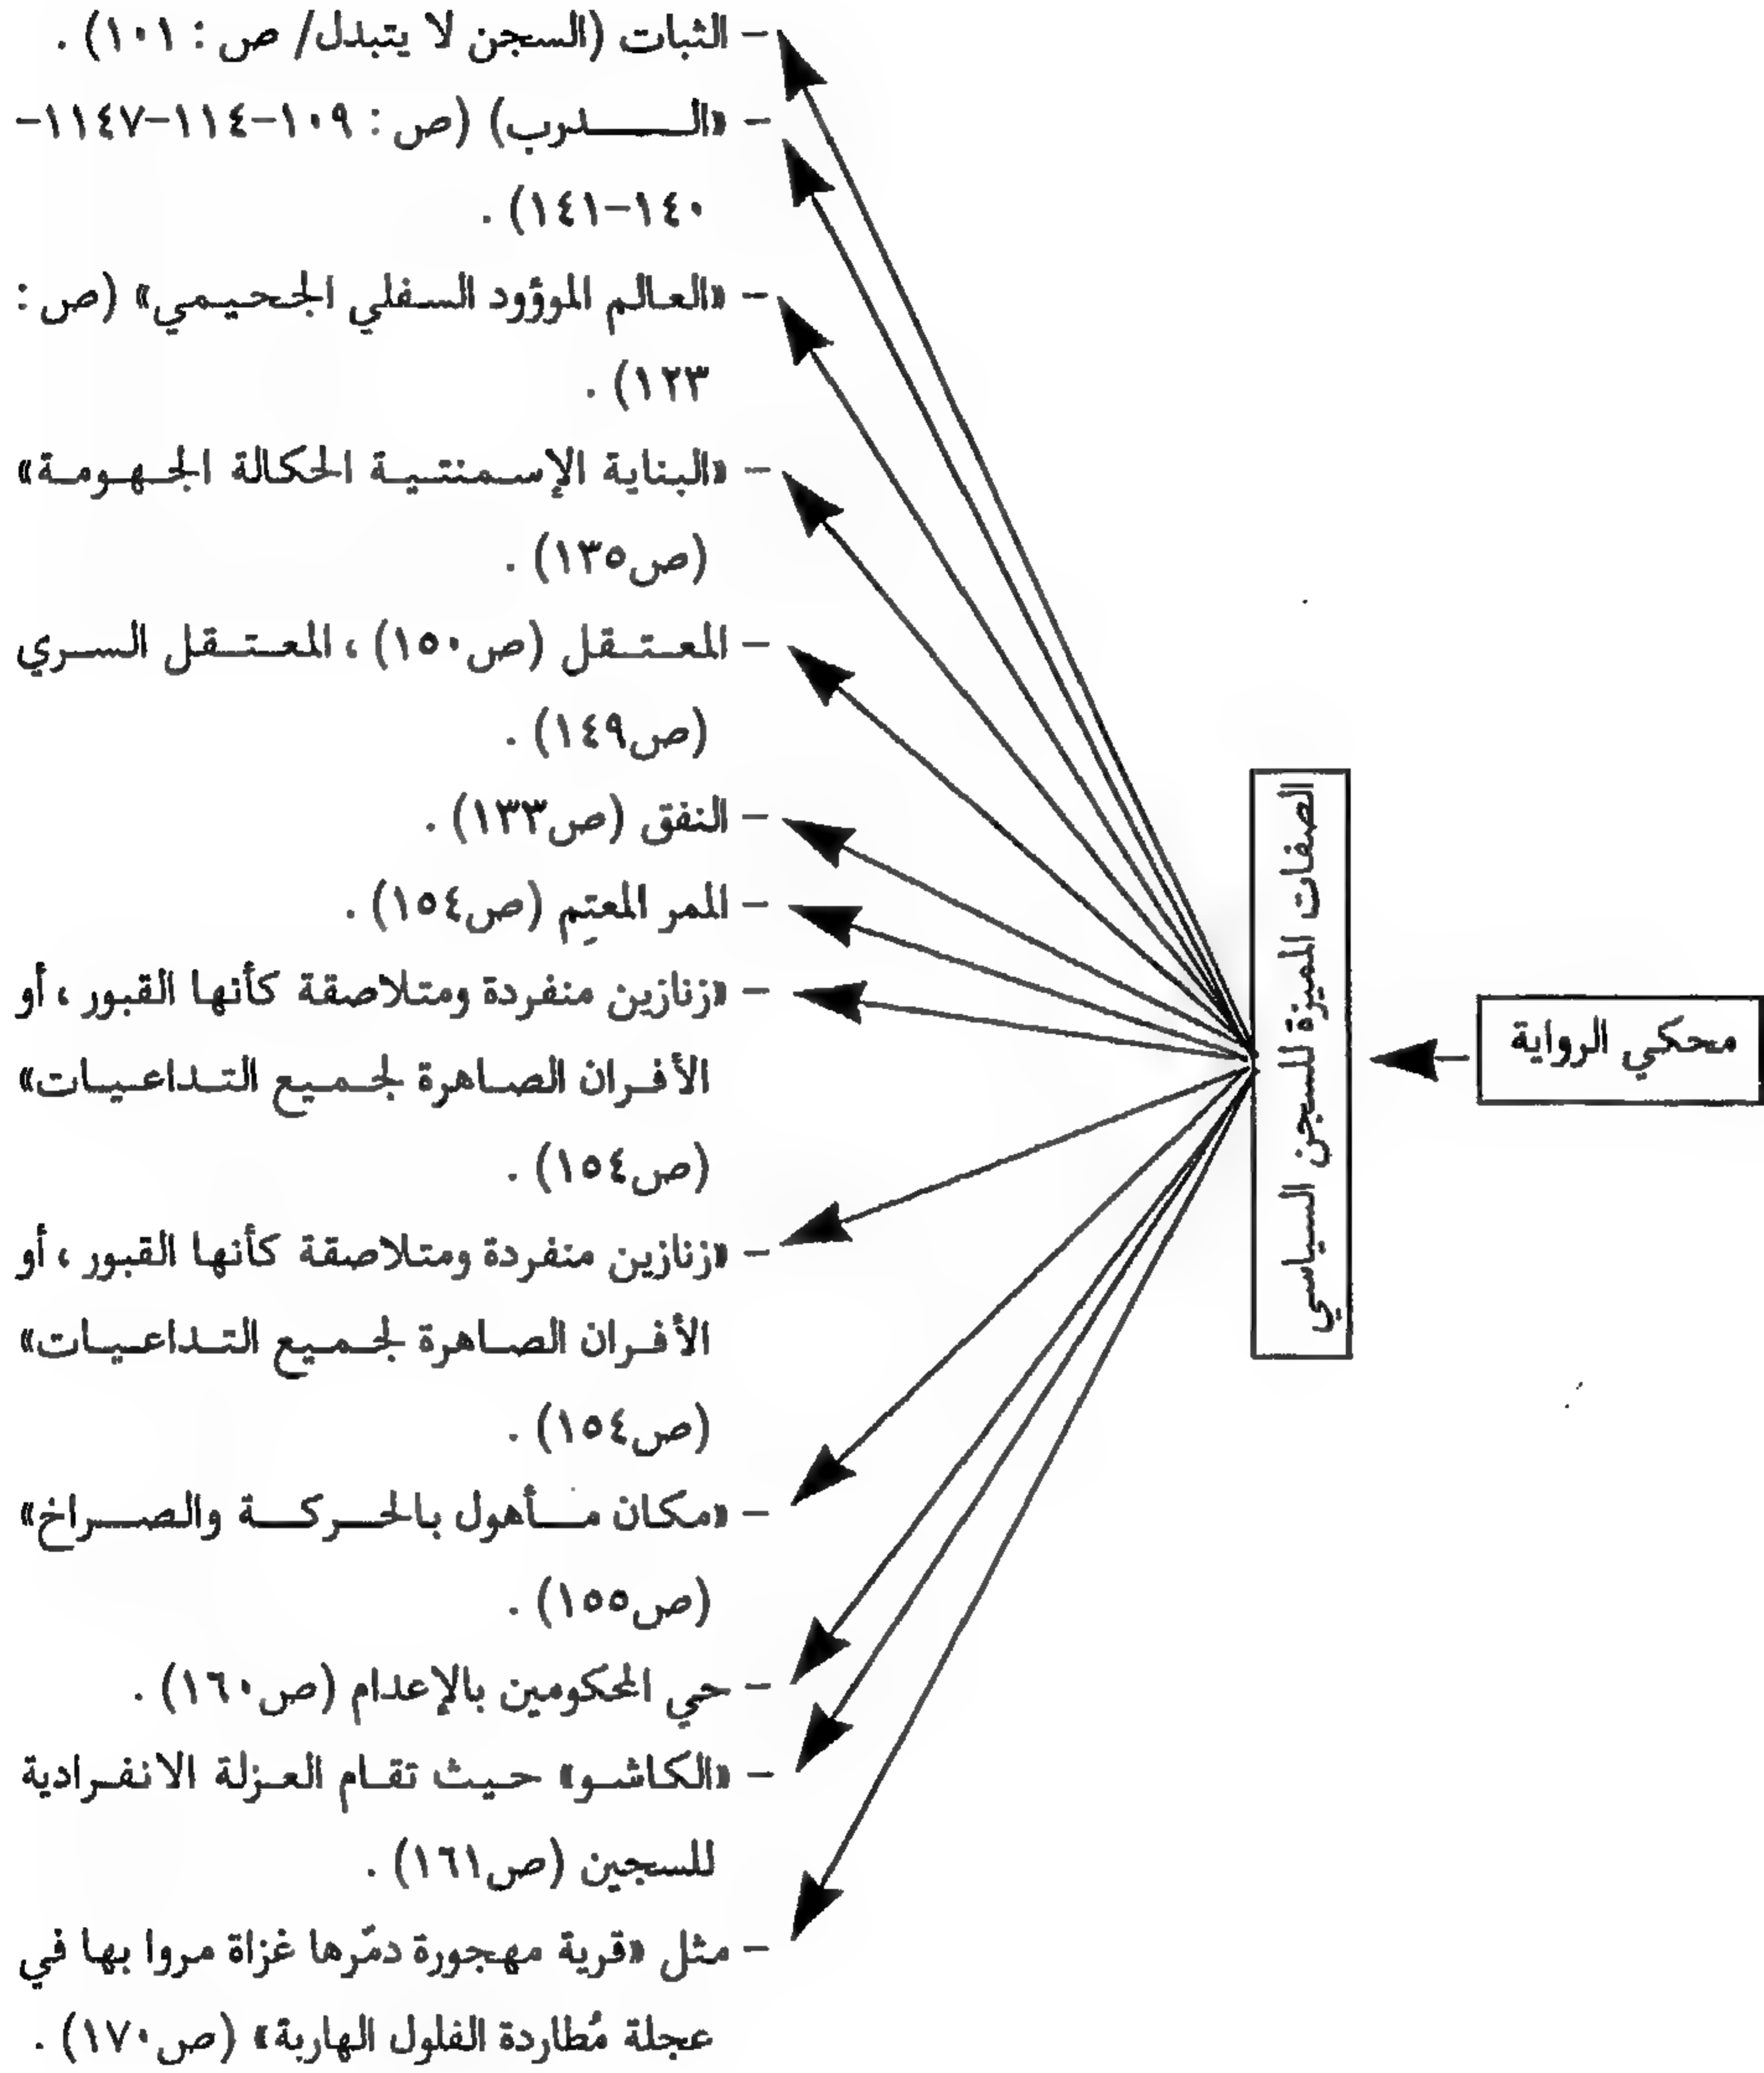 محكي الرواية
الصفات المميزة للسجن السياسي
- الثبات (السجن لا يتبدل/ ص : ١٠١) .
- «الـــــدرب) (ص : ١٠٩-١١٤-١١٤٧-
١٤٠-١٤١) .
- «العالم الموؤود السفلي الجحيمي» (ص :
١٢٣) .
- «البناية الإسمنتية الحكالة الجهومة»
(ص١٣٥) .
- المعتقل (ص١٥٠) ، المعتقل السري
(ص١٤٩) .
- النفق (ص١٣٣) .
- الممر المعتِم (ص١٥٤) .
- «زنازين منفردة ومتلاصقة كأنها القبور ، أو
الأفران الصاهرة لجميع التداعيات»
(ص١٥٤) .
- «زنازين منفردة ومتلاصقة كأنها القبور ، أو
الأفران الصاهرة لجميع التداعيات»
(ص١٥٤) .
- «مكان مأهول بالحركة والصراخ»
(ص١٥٥) .
- حي المحكومين بالإعدام (ص١٦٠) .
- «الكاشو» حيث تقام العزلة الانفرادية
للسجين (ص١٦١) .
- مثل «قرية مهجورة دمّرها غزاة مروا بها في
عجلة مُطاردة الفلول الهاربة» (ص١٧٠) .